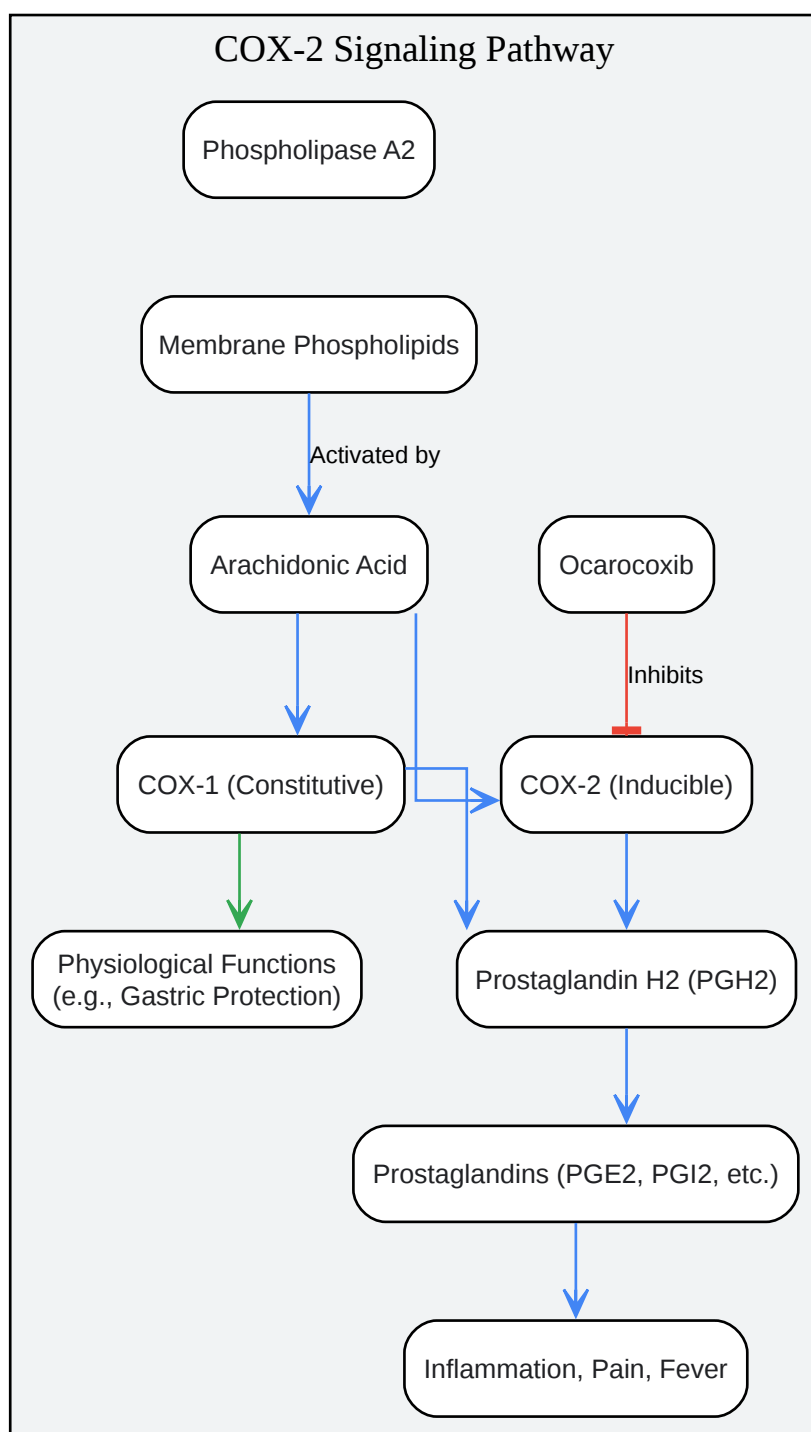 COX-2 Signaling Pathway
Phospholipase A2
Membrane Phospholipids
Activated by
Arachidonic Acid
Ocarocoxib
Inhibits
COX-1 (Constitutive)
COX-2 (Inducible)
Physiological Functions
(e.g., Gastric Protection)
Prostaglandin H2 (PGH2)
Prostaglandins (PGE2, PGI2, etc.)
Inflammation, Pain, Fever